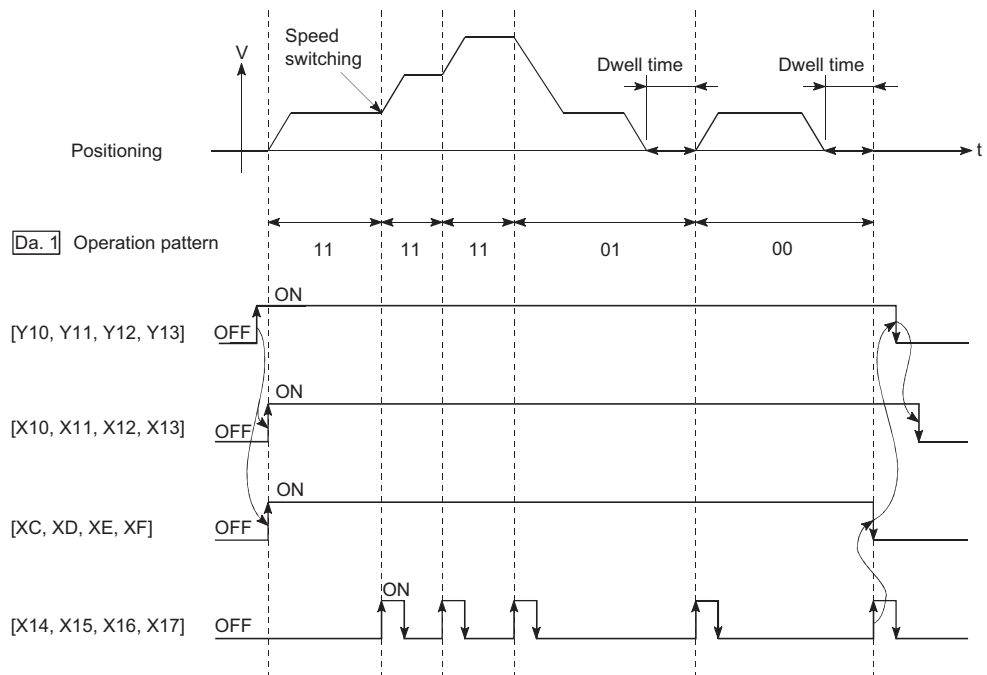 Speed
switching
V
Dwell time
Dwell time
Positioning
t
Da. 1 Operation pattern
11
11
11
01
00
ON
[Y10, Y11, Y12, Y13]
OFF
ON
[X10, X11, X12, X13]
OFF
ON
[XC, XD, XE, XF]
OFF
ON
[X14, X15, X16, X17]
OFF